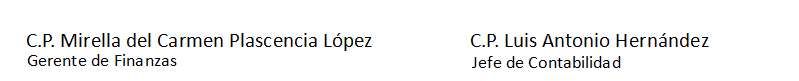 C.P. Mirella del Carmen Plascencia López
Gerente de Finanzas
C.P. Luis Antonio Hernández
Jefe de Contabilidad